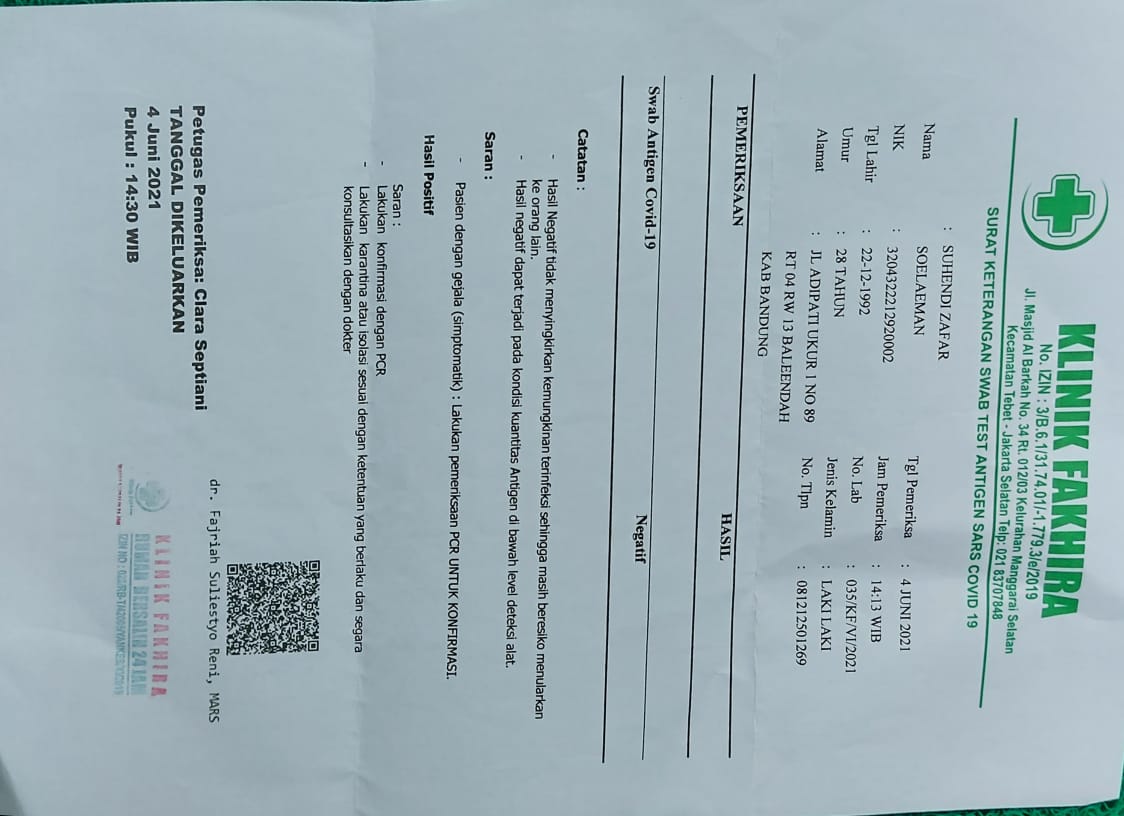 KLINIK FAKHIRA
No. IZIN : 3/B.6.1/31.74.01/-1.779.3/e/2019
Jl. Masjid Al Barkah No. 34 Rt. 012/03 Kelurahan Manggarai Selatan
Kecamatan Tebet - Jakarta Selatan Telp: 021 83707848
SURAT KETERANGAN SWAB TEST ANTIGEN SARS COVID 19
Nama : SUHENDI ZAFAR
SOELAEMAN
NIK : 3204322212920002
Tgl Lahir : 22-12-1992
Umur : 28 TAHUN
Alamat : JL ADIPATI UKUR 1 NO 89
RT 04 RW 13 BALEENDAH
KAB BANDUNG
Tgl Pemeriksa : 4 JUNI 2021
Jam Pemeriksa : 14:13 WIB
No. Lab : 035/KF/VI/2021
Jenis Kelamin : LAKI LAKI
No. Tlpn : 081212501269
PEMERIKSAAN HASIL
Swab Antigen Covid-19 Negatif
Catatan :
- Hasil Negatif tidak menyingkirkan kemungkinan terinfeksi sehingga masih beresiko menularkan
ke orang lain.
- Hasil negatif dapat terjadi pada kondisi kuantitas Antigen di bawah level deteksi alat.
Saran :
- Pasien dengan gejala (simptomatik) : Lakukan pemeriksaan PCR UNTUK KONFIRMASI.
Hasil Positif
Saran :
- Lakukan konfirmasi dengan PCR
- Lakukan karantina atau isolasi sesuai dengan ketentuan yang berlaku dan segera
konsultasikan dengan dokter
Petugas Pemeriksa: Clara Septiani
TANGGAL DIKELUARKAN
4 Juni 2021
Pukul : 14:30 WIB
dr. Fajriah Suliestyo Reni, MARS
KLINIK FAKHIRA
RUMAH BERSALIN 24 JAM